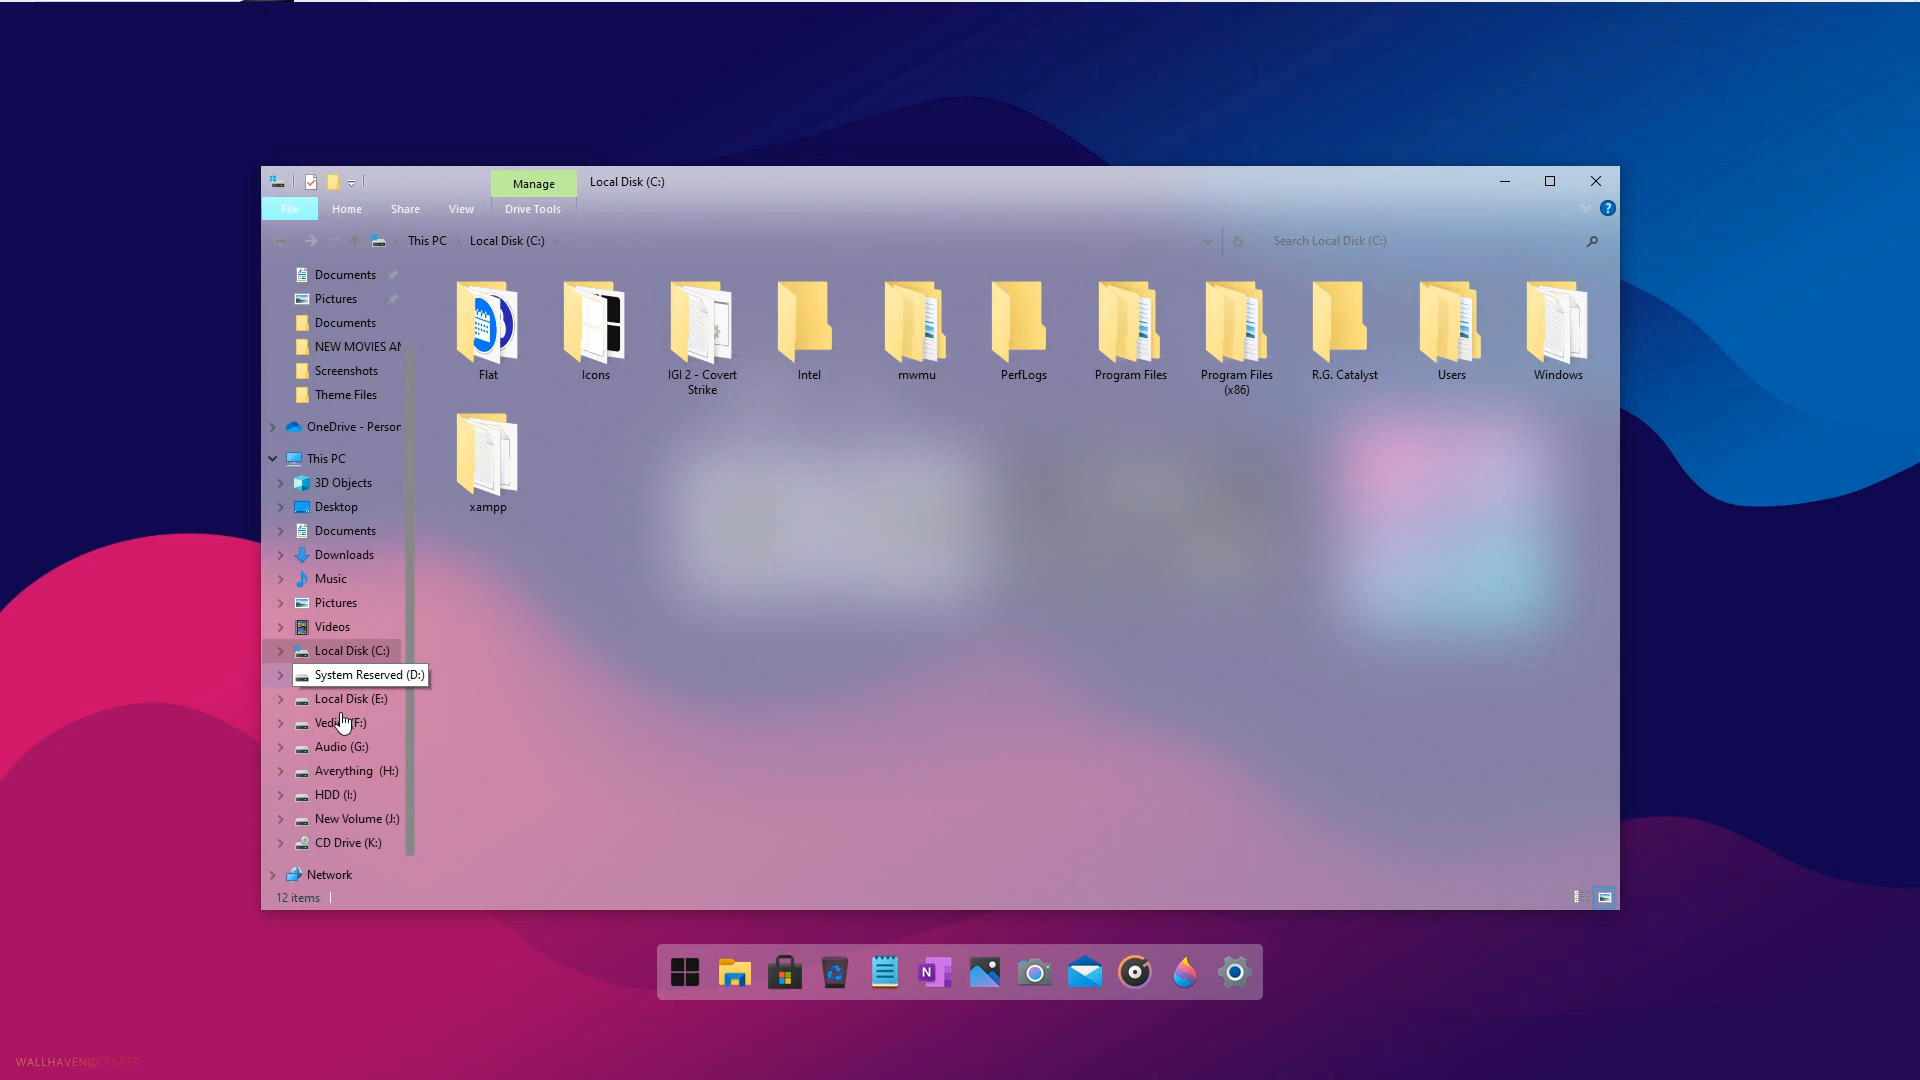 Manage
Local Disk (C:)
File
Home
Share
View
Drive Tools
?
This PC
Local Disk (C:)
Search Local Disk (C:)
Documents
Pictures
Documents
NEW MOVIES AN
Screenshots
Theme Files
OneDrive - Person
This PC
3D Objects
Desktop
Documents
Downloads
Music
Pictures
Videos
Local Disk (C:)
System Reserved (D:)
Local Disk (E:)
(F:)
Audio (G:)
Averything (H:)
HDD (I:)
New Volume (J:)
CD Drive (K:)
Network
Flat
Icons
IGI 2 - Covert
Strike
Intel
mwmu
PerfLogs
Program Files
Program Files
(x86)
R.G. Catalyst
Users
Windows
xampp
12 items
N
WALLHAVEN@